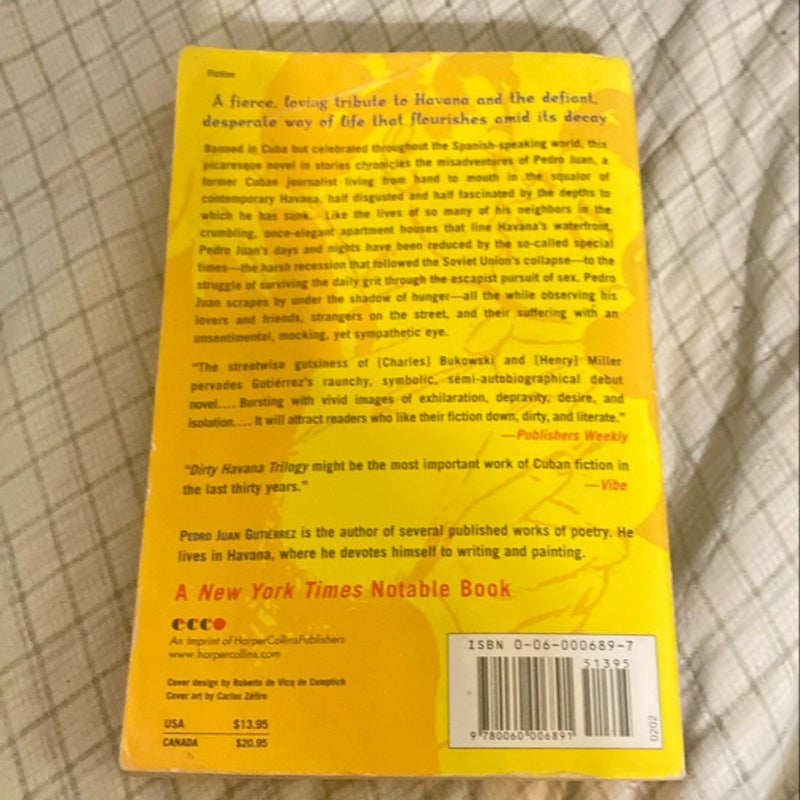 Fiction
A fierce, loving tribute to Havana and the defiant,
desperate way of life that flourishes amid its decay
Banned in Cuba but celebrated throughout the Spanish-speaking world, this
picaresque novel in stories chronicles the misadventures of Pedro Juan, a
former Cuban journalist living from hand to mouth in the squalor of
contemporary Havana, half disgusted and half fascinated by the depths to
which he has sunk. Like the lives of so many of his neighbors in the
crumbling, once-elegant apartment houses that line Havana's waterfront,
Pedro Juan's days and nights have been reduced by the so-called special
times—the harsh recession that followed the Soviet Union's collapse—to the
struggle of surviving the daily grit through the escapist pursuit of sex. Pedro
Juan scrapes by under the shadow of hunger—all the while observing his
lovers and friends, strangers on the street, and their suffering with an
unsentimental, mocking, yet sympathetic eye.
"The streetwise gutsiness of [Charles] Bukowski and [Henry] Miller
pervades Gutiérrez's raunchy, symbolic, semi-autobiographical debut
novel.... Bursting with vivid images of exhilaration, depravity, desire, and
isolation.... It will attract readers who like their fiction down, dirty, and literate."
—Publishers Weekly
"Dirty Havana Trilogy might be the most important work of Cuban fiction in
the last thirty years." —Vibe
PEDRO JUAN GUTIÉRREZ is the author of several published works of poetry. He
lives in Havana, where he devotes himself to writing and painting.
A New York Times Notable Book
ecco
An Imprint of HarperCollinsPublishers
www.harpercollins.com
Cover design by Roberto de Vicq de Cumptich
Cover art by Carlos Zéfiro
USA $13.95
CANADA $20.95
ISBN 0-06-000689-7
51395
9 780060 006891
0202